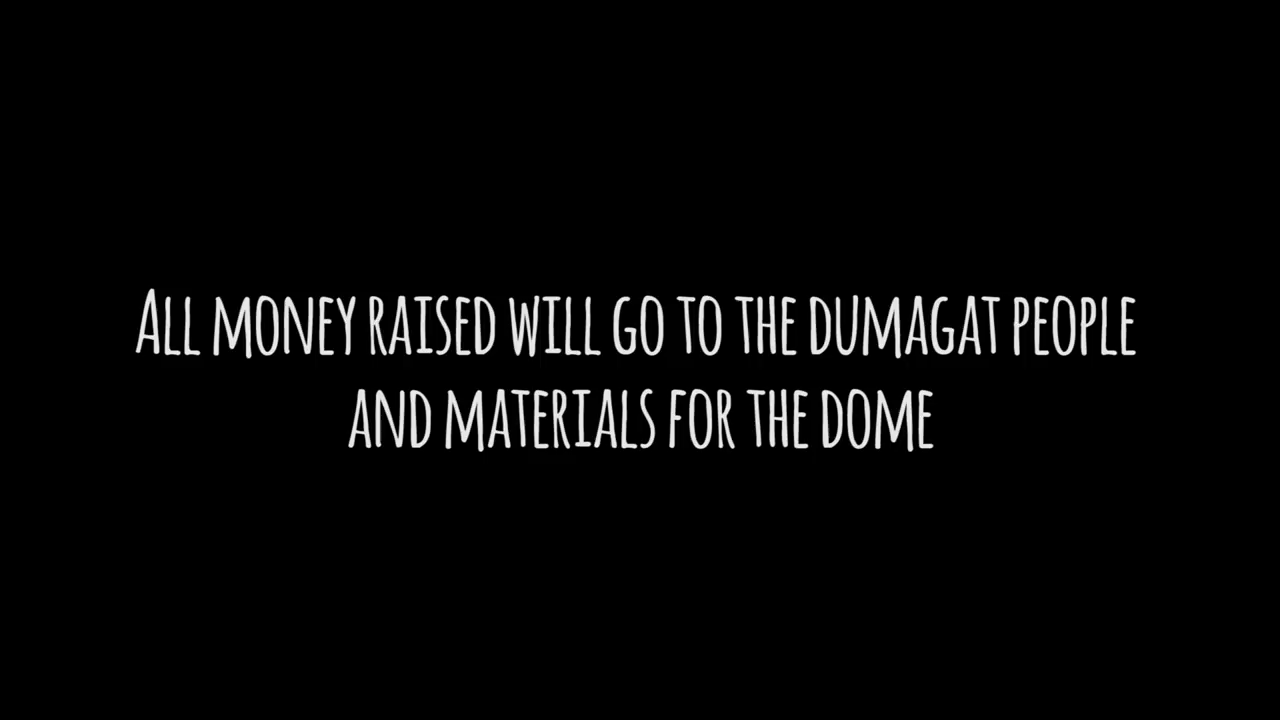 All money raised will go to the Dumagat people
and materials for the dome